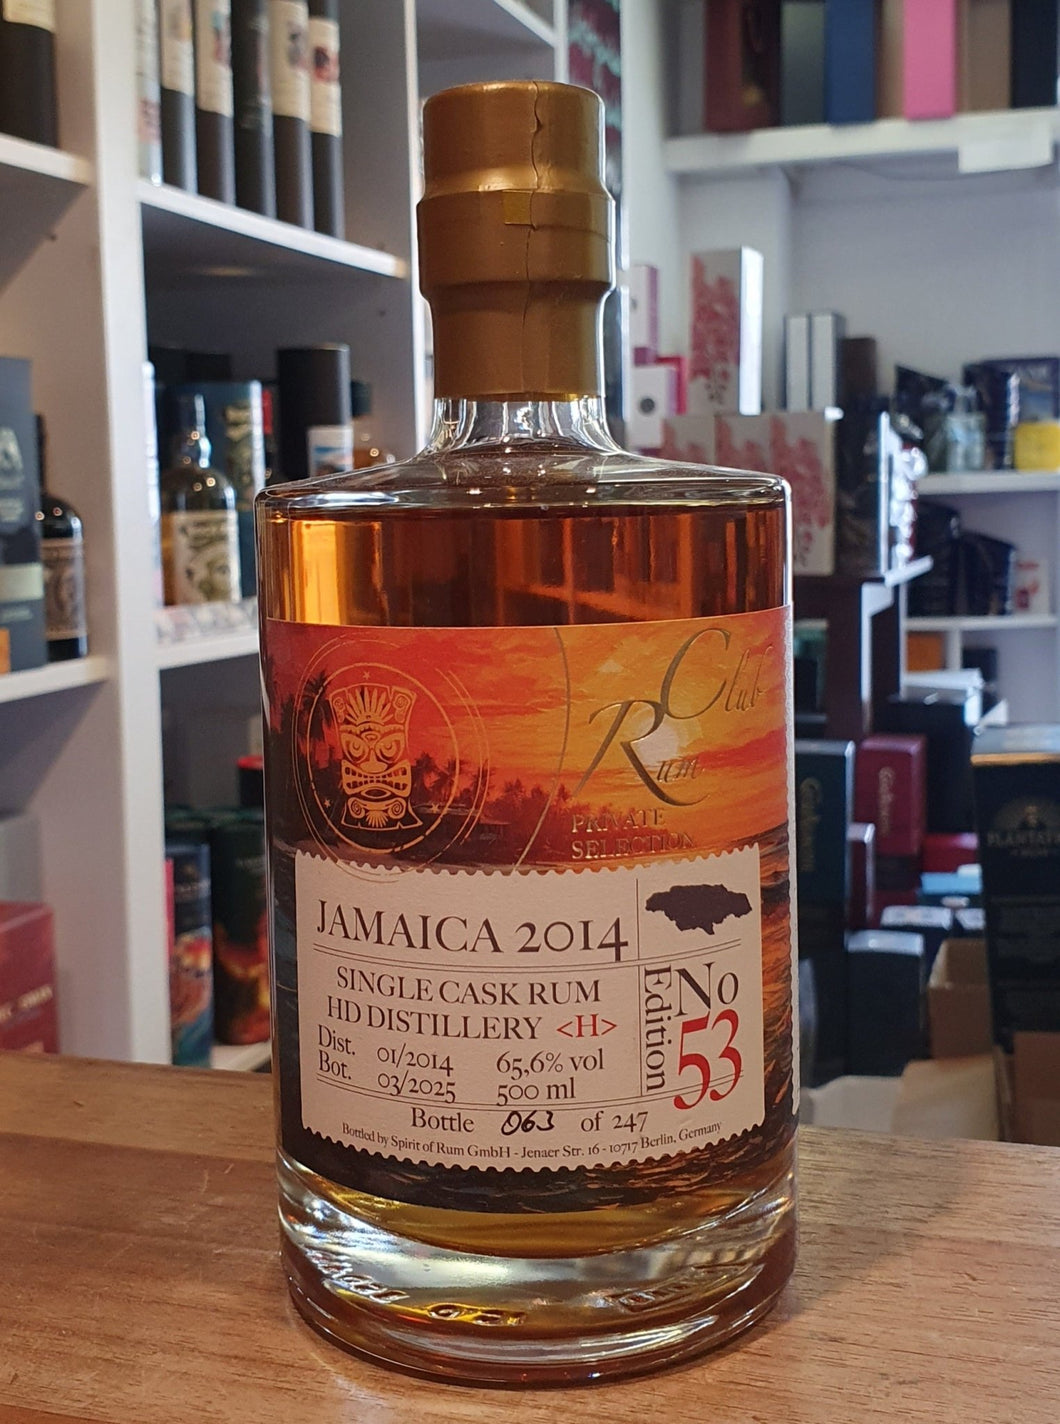 Club
Rum
PRIVATE
SELECTION
JAMAICA 2014
SINGLE CASK RUM
HD DISTILLERY <H>
Dist. 01/2014 65,6% vol
Bot. 03/2025 500 ml
Edition
No
53
Bottle 063 of 247
Bottled by Spirit of Rum GmbH - Jenaer Str. 16 - 10717 Berlin, Germany